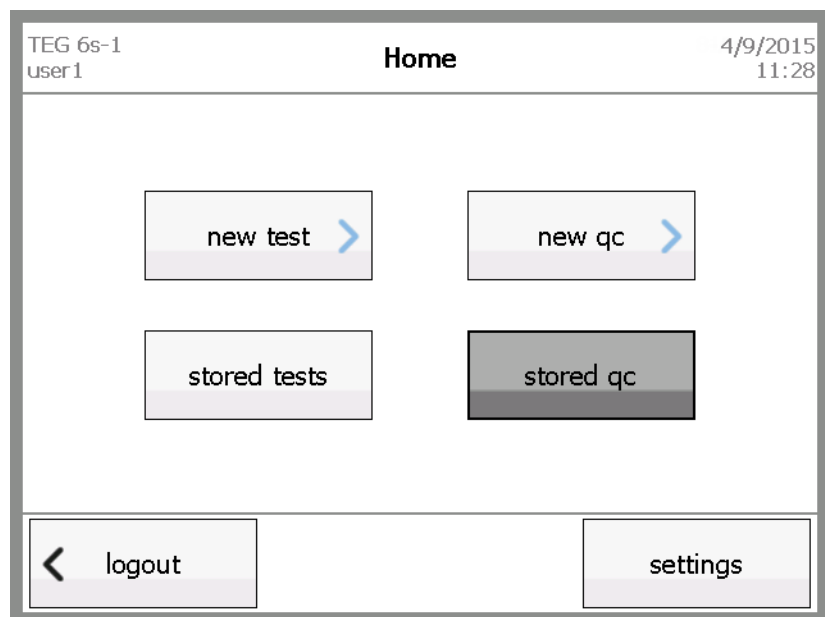 TEG 6s-1
user1
Home
4/9/2015
11:28
new test
new qc
stored tests
stored qc
logout
settings